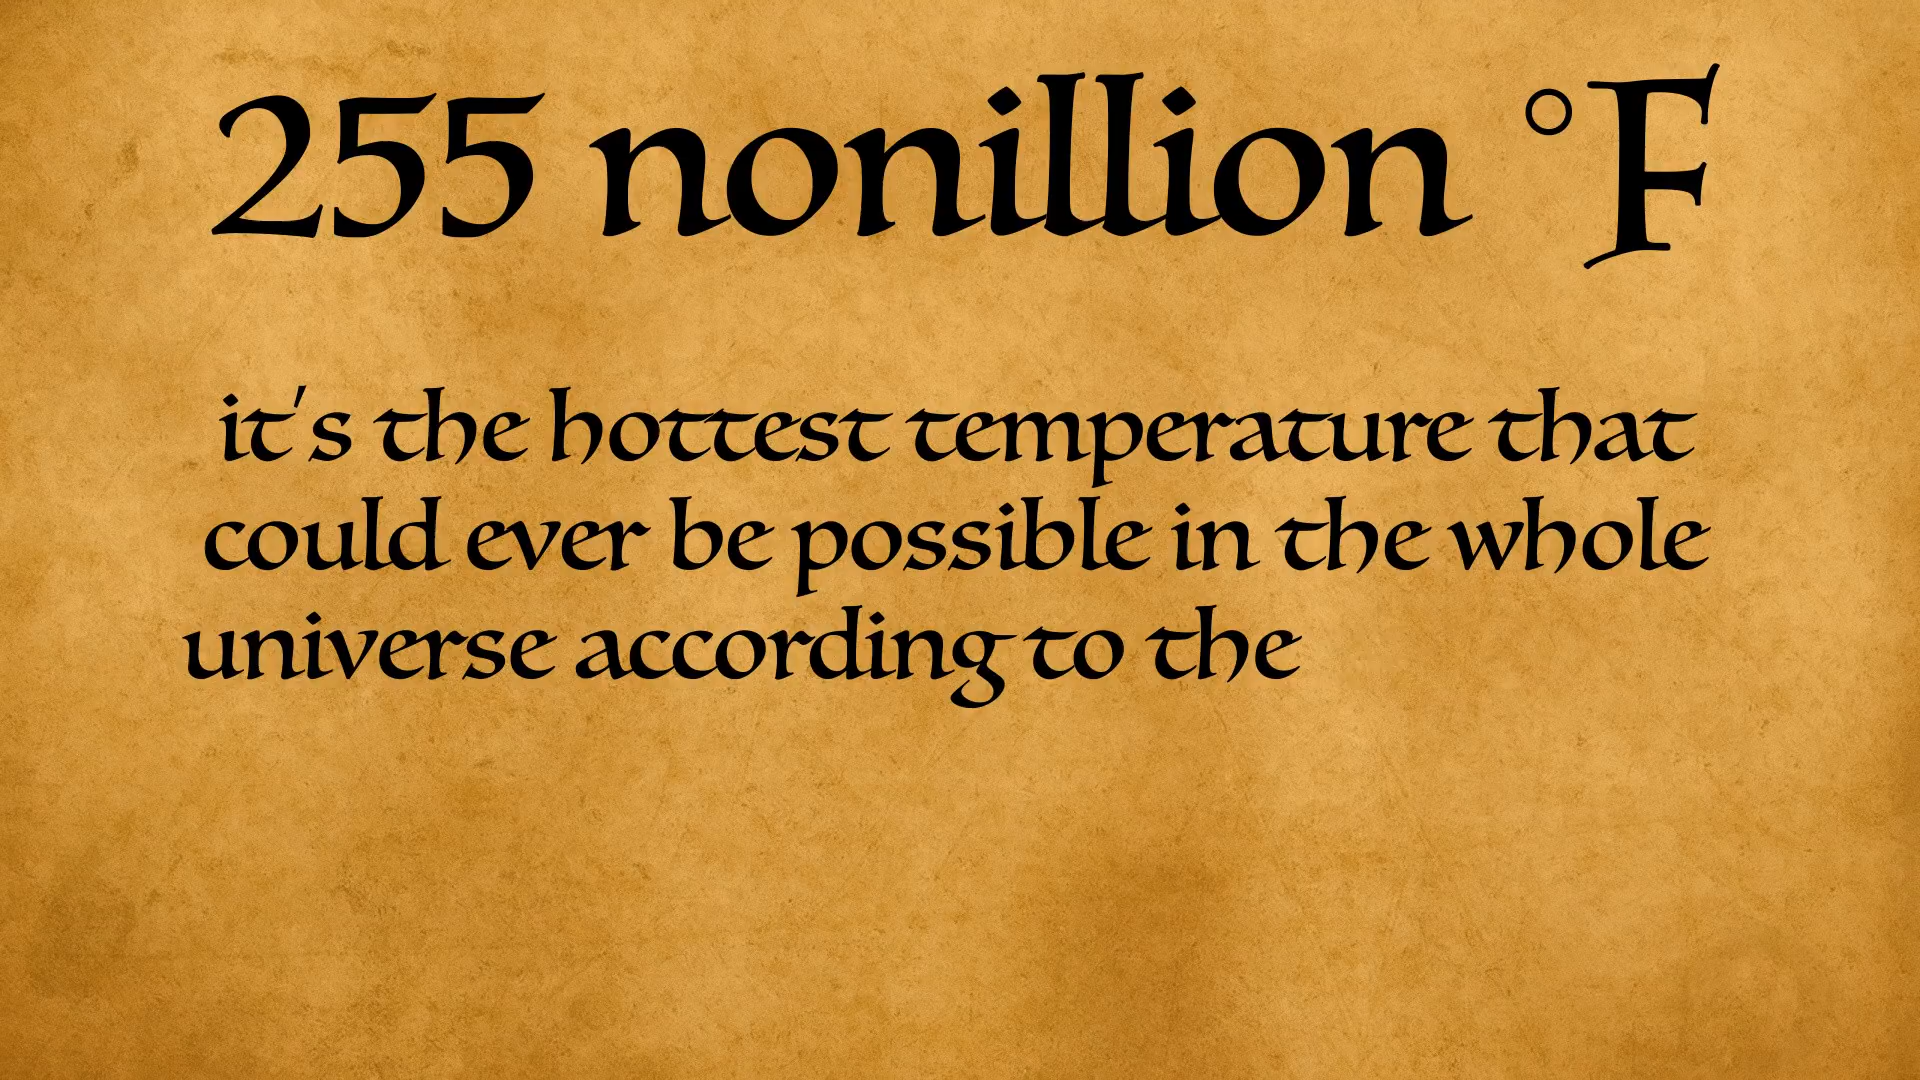 255 nonillion °F
it's the hottest temperature that
could ever be possible in the whole
universe according to the